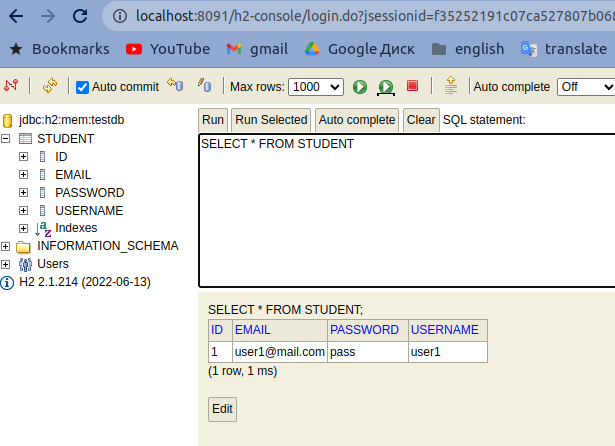 localhost:8091/h2-console/login.do?jsessionid=f35252191c07ca527807b068
Bookmarks YouTube gmail Google Диск english translate
Auto commit Max rows: 1000 Auto complete Off
jdbc:h2:mem:testdb
STUDENT
ID
EMAIL
PASSWORD
USERNAME
Indexes
INFORMATION_SCHEMA
Users
H2 2.1.214 (2022-06-13)
Run Run Selected Auto complete Clear SQL statement:
SELECT * FROM STUDENT
SELECT * FROM STUDENT;
ID EMAIL PASSWORD USERNAME
1 user1@mail.com pass user1
(1 row, 1 ms)
Edit